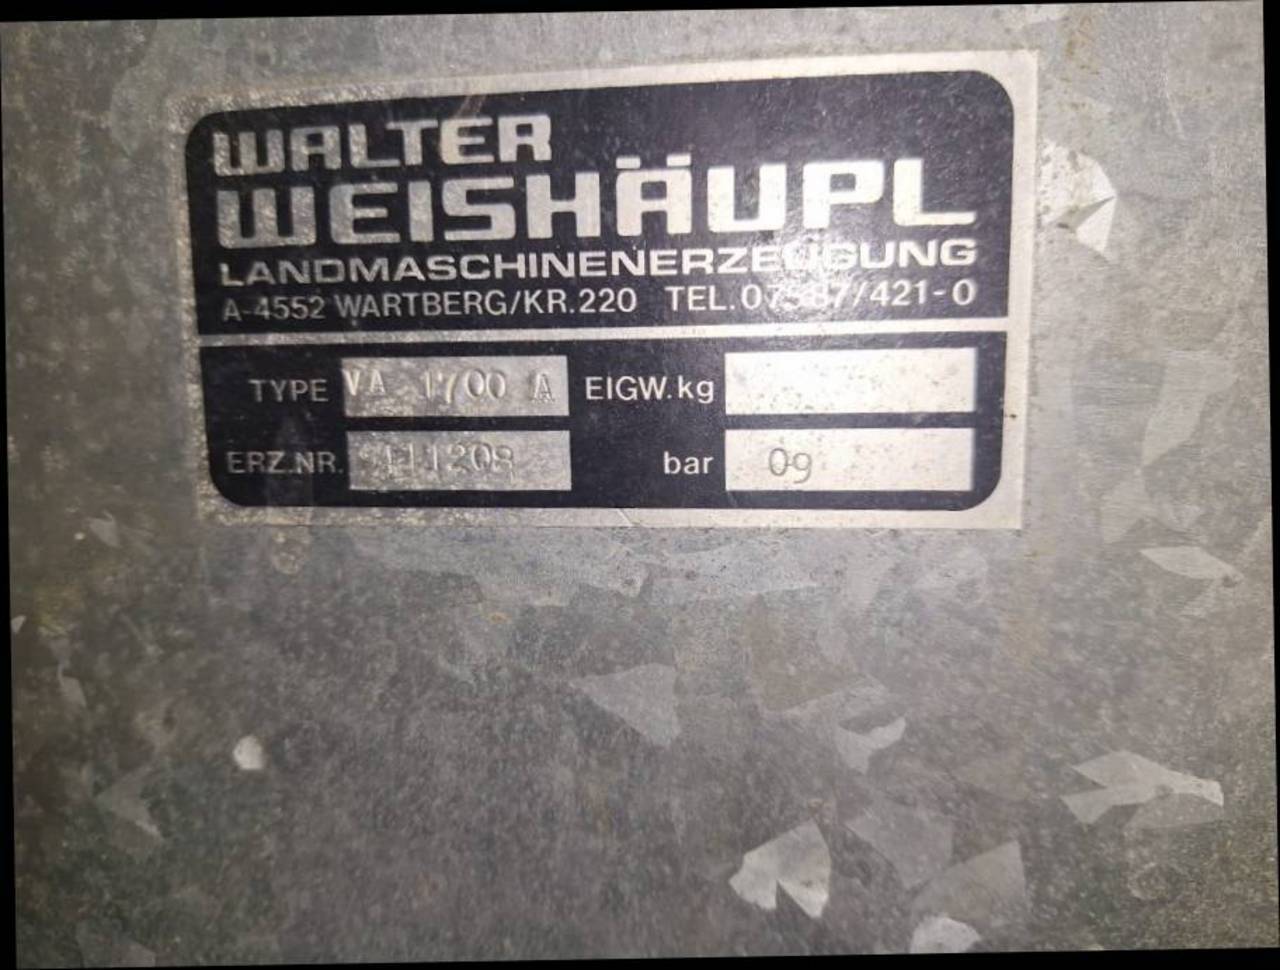 WALTER
WEISHÄUPL
LANDMASCHINENERZEUGUNG
A-4552 WARTBERG/KR.220 TEL.07587/421-0
TYPE VA 1700 A EIGW.kg
ERZ.NR. bar 09